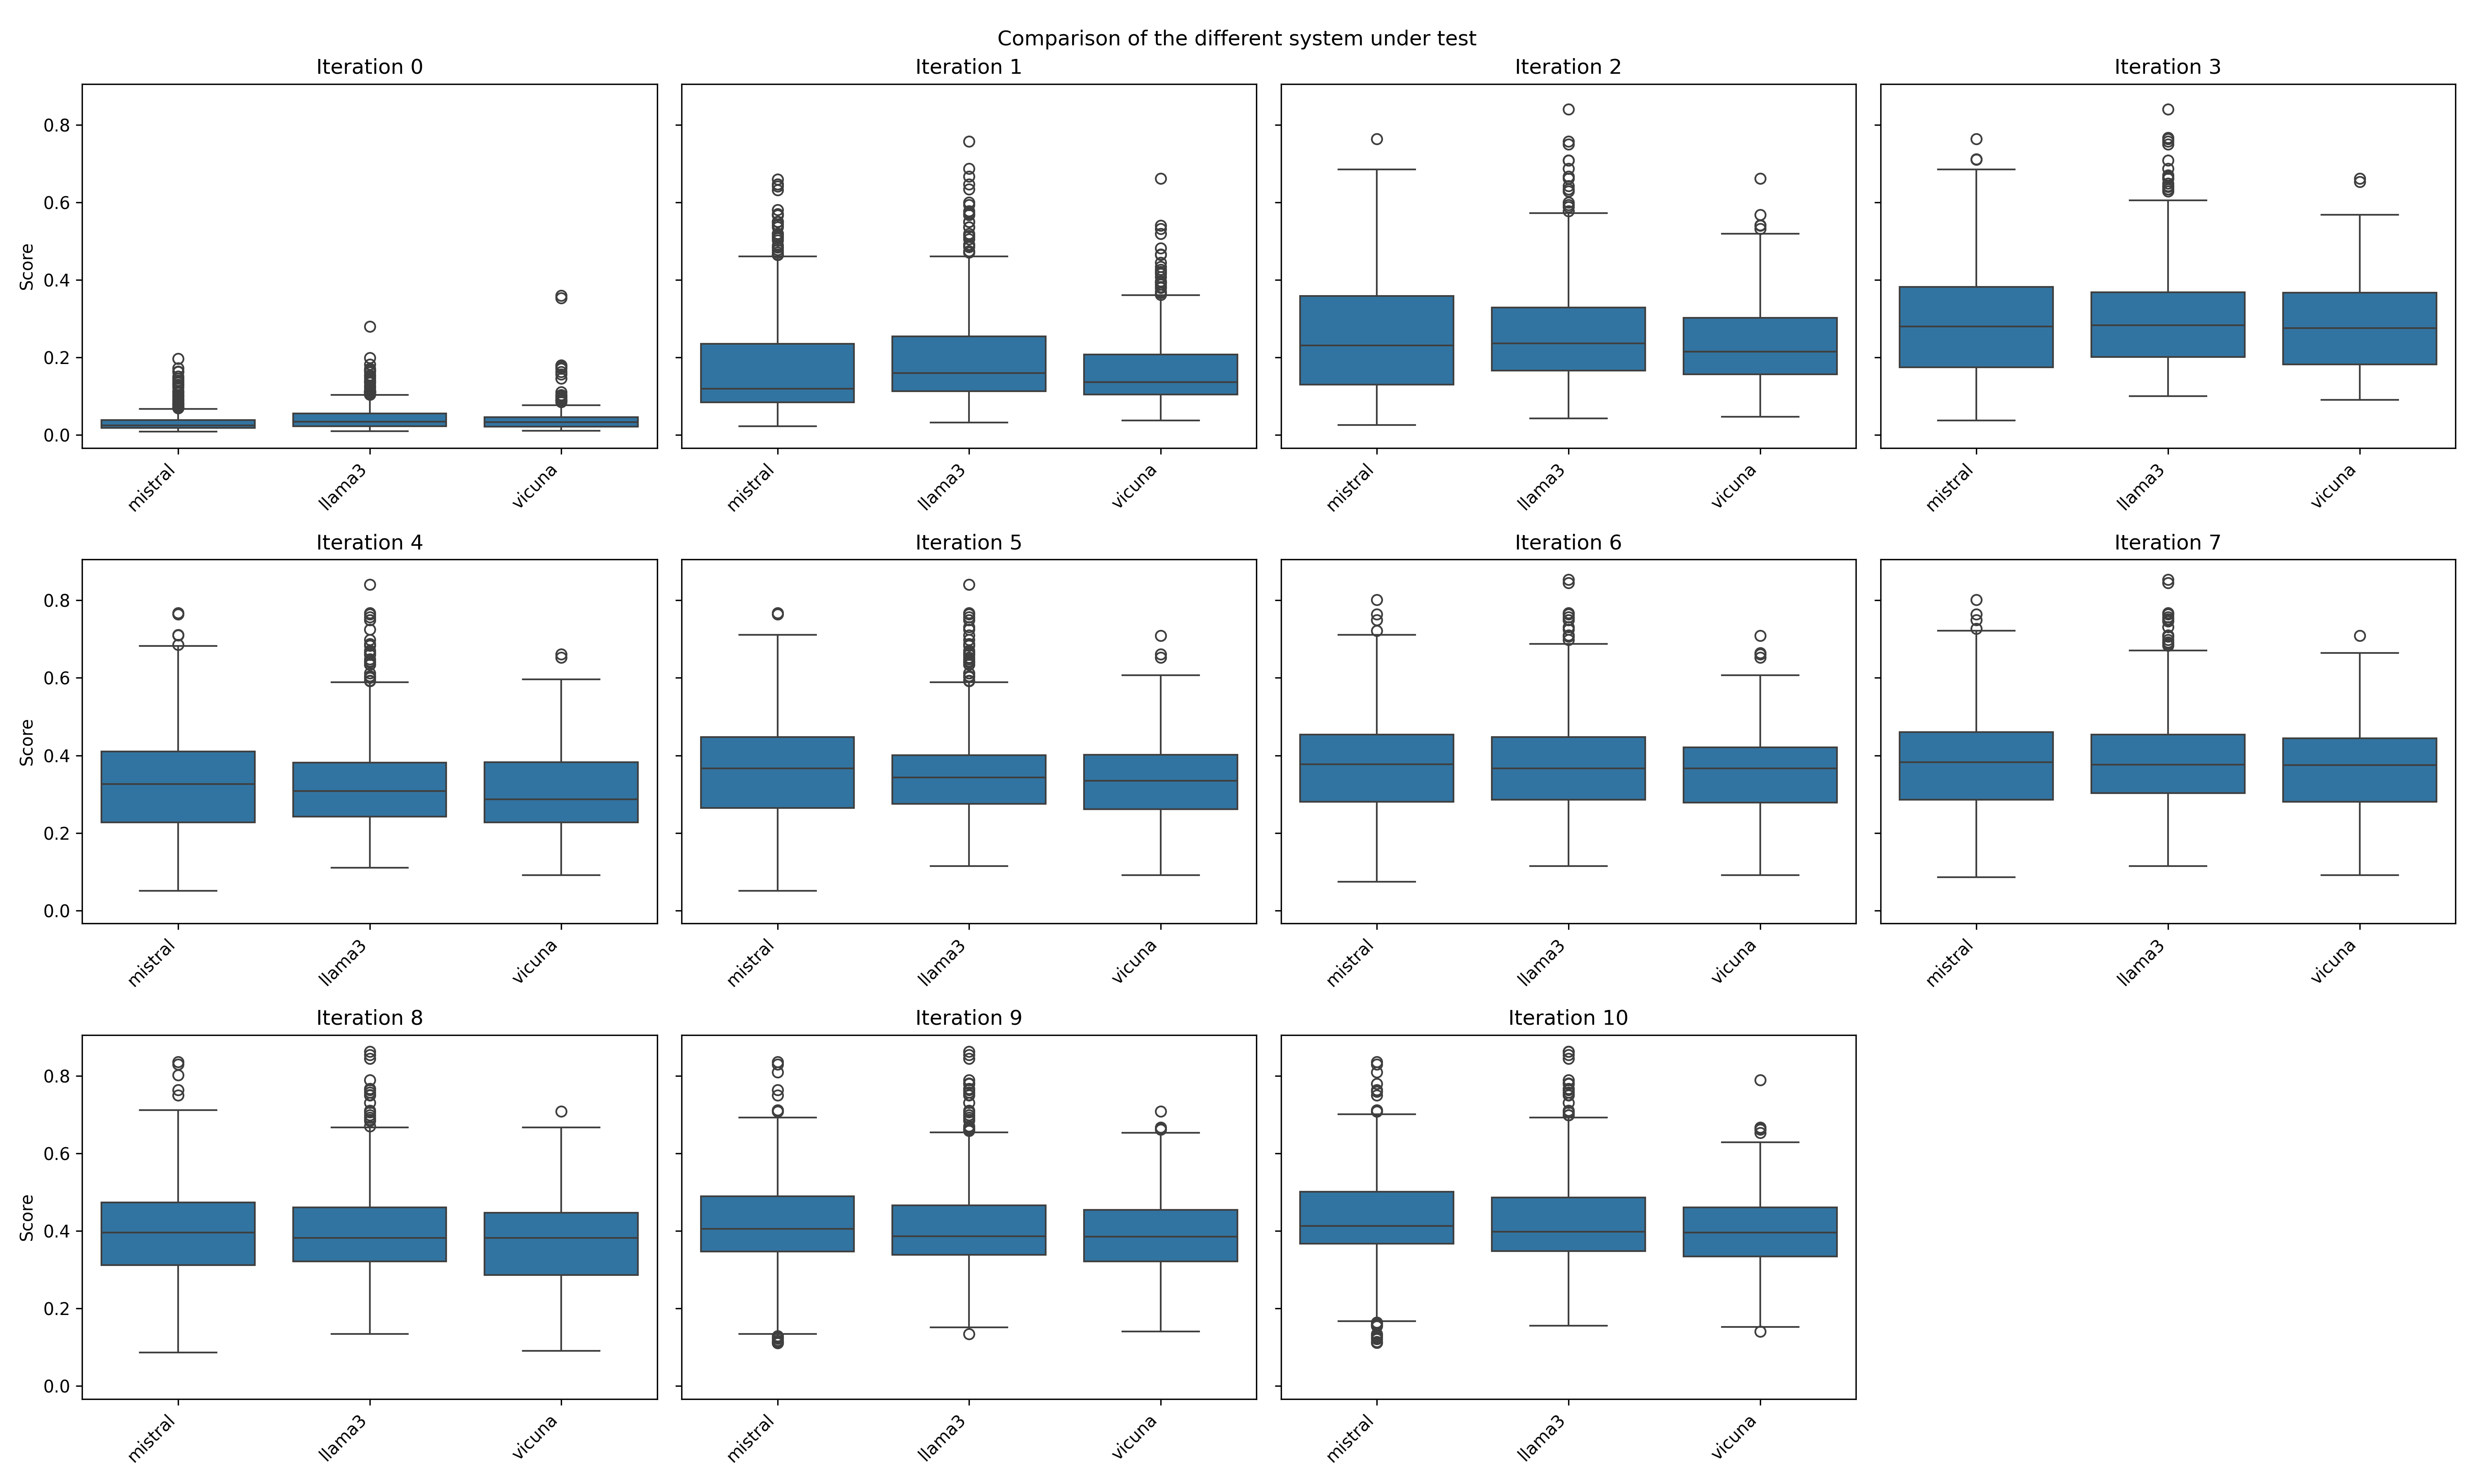 Comparison of the different system under test
Iteration 0
Iteration 1
Iteration 2
Iteration 3
Score
0.8
0.6
0.4
0.2
0.0
mistral
llama3
vicuna
mistral
llama3
vicuna
mistral
llama3
vicuna
mistral
llama3
vicuna
Iteration 4
Iteration 5
Iteration 6
Iteration 7
Score
0.8
0.6
0.4
0.2
0.0
mistral
llama3
vicuna
mistral
llama3
vicuna
mistral
llama3
vicuna
mistral
llama3
vicuna
Iteration 8
Iteration 9
Iteration 10
Score
0.8
0.6
0.4
0.2
0.0
mistral
llama3
vicuna
mistral
llama3
vicuna
mistral
llama3
vicuna